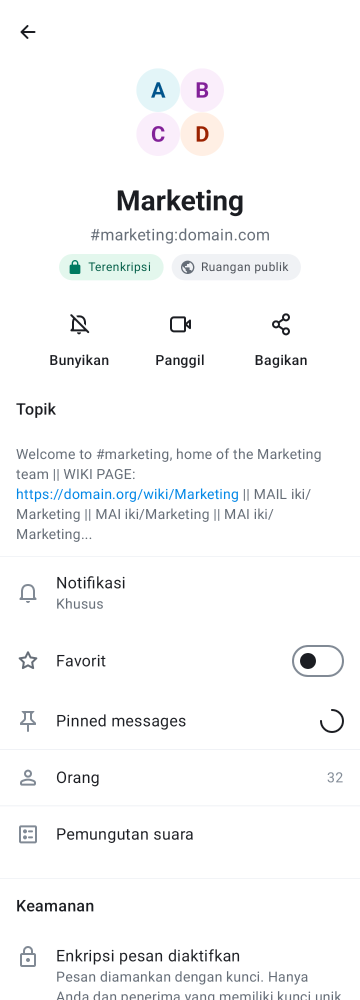 A
B
C
D
Marketing
#marketing:domain.com
Terenkripsi
Ruangan publik
Bunyikan
Panggil
Bagikan
Topik
Welcome to #marketing, home of the Marketing
team || WIKI PAGE:
https://domain.org/wiki/Marketing || MAIL iki/
Marketing || MAI iki/Marketing || MAI iki/
Marketing...
Notifikasi
Khusus
Favorit
Pinned messages
Orang
32
Pemungutan suara
Keamanan
Enkripsi pesan diaktifkan
Pesan diamankan dengan kunci. Hanya
Anda dan penerima yang memiliki kunci unik